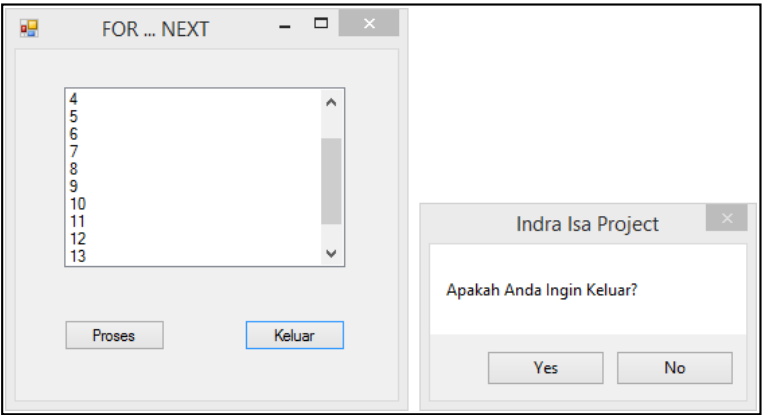 FOR ... NEXT
4
5
6
7
8
9
10
11
12
13
Proses
Keluar
Indra Isa Project
Apakah Anda Ingin Keluar?
Yes
No